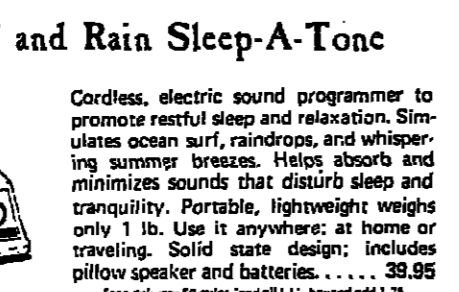 and Rain Sleep-A-Tone
Cordless, electric sound programmer to
promote restful sleep and relaxation. Sim-
ulates ocean surf, raindrops, and whisper-
ing summer breezes. Helps absorb and
minimizes sounds that disturb sleep and
tranquility. Portable, lightweight weighs
only 1 lb. Use it anywhere: at home or
traveling. Solid state design; includes
pillow speaker and batteries...... 39.95